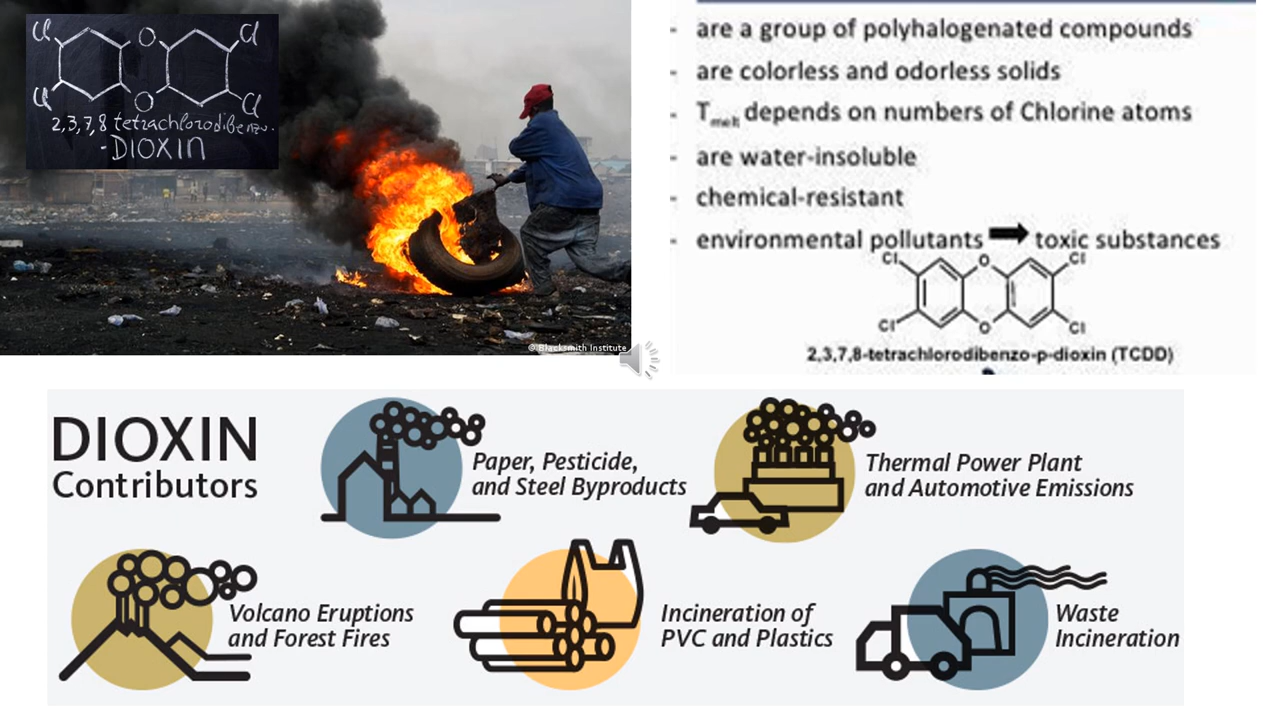 Cl O Cl
Cl O Cl
2,3,7,8 tetrachlorodibenzo.
-DIOXIN
© Blacksmith Institute
- are a group of polyhalogenated compounds
- are colorless and odorless solids
- Tmelt depends on numbers of Chlorine atoms
- are water-insoluble
- chemical-resistant
- environmental pollutants ➡ toxic substances
Cl O Cl
Cl O Cl
2,3,7,8-tetrachlorodibenzo-p-dioxin (TCDD)
DIOXIN
Contributors
Paper, Pesticide,
and Steel Byproducts
Thermal Power Plant
and Automotive Emissions
Volcano Eruptions
and Forest Fires
Incineration of
PVC and Plastics
Waste
Incineration